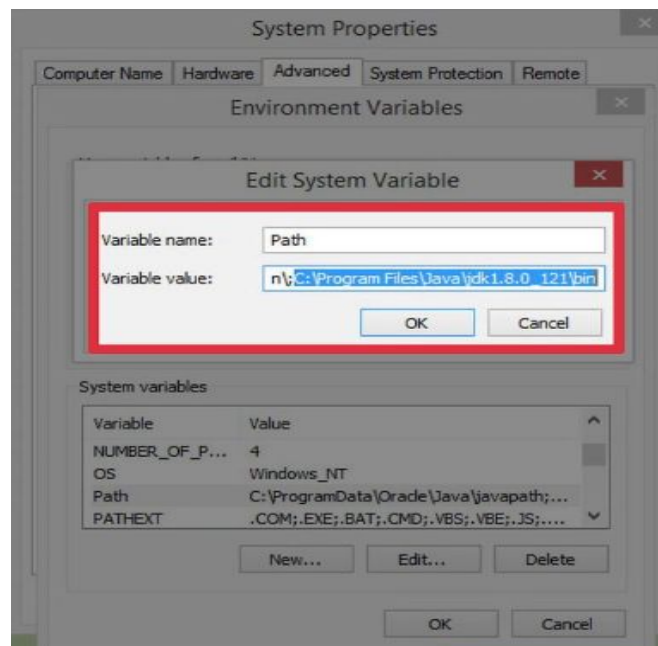 System Properties
Computer Name Hardware Advanced System Protection Remote
Environment Variables
Edit System Variable
Variable name: Path
Variable value: n\;C:\Program Files\Java\jdk1.8.0_121\bin
OK Cancel
System variables
Variable Value
NUMBER_OF_P... 4
OS Windows_NT
Path C:\ProgramData\Oracle\Java\javapath;...
PATHEXT .COM;.EXE;.BAT;.CMD;.VBS;.VBE;.JS;....
New... Edit... Delete
OK Cancel